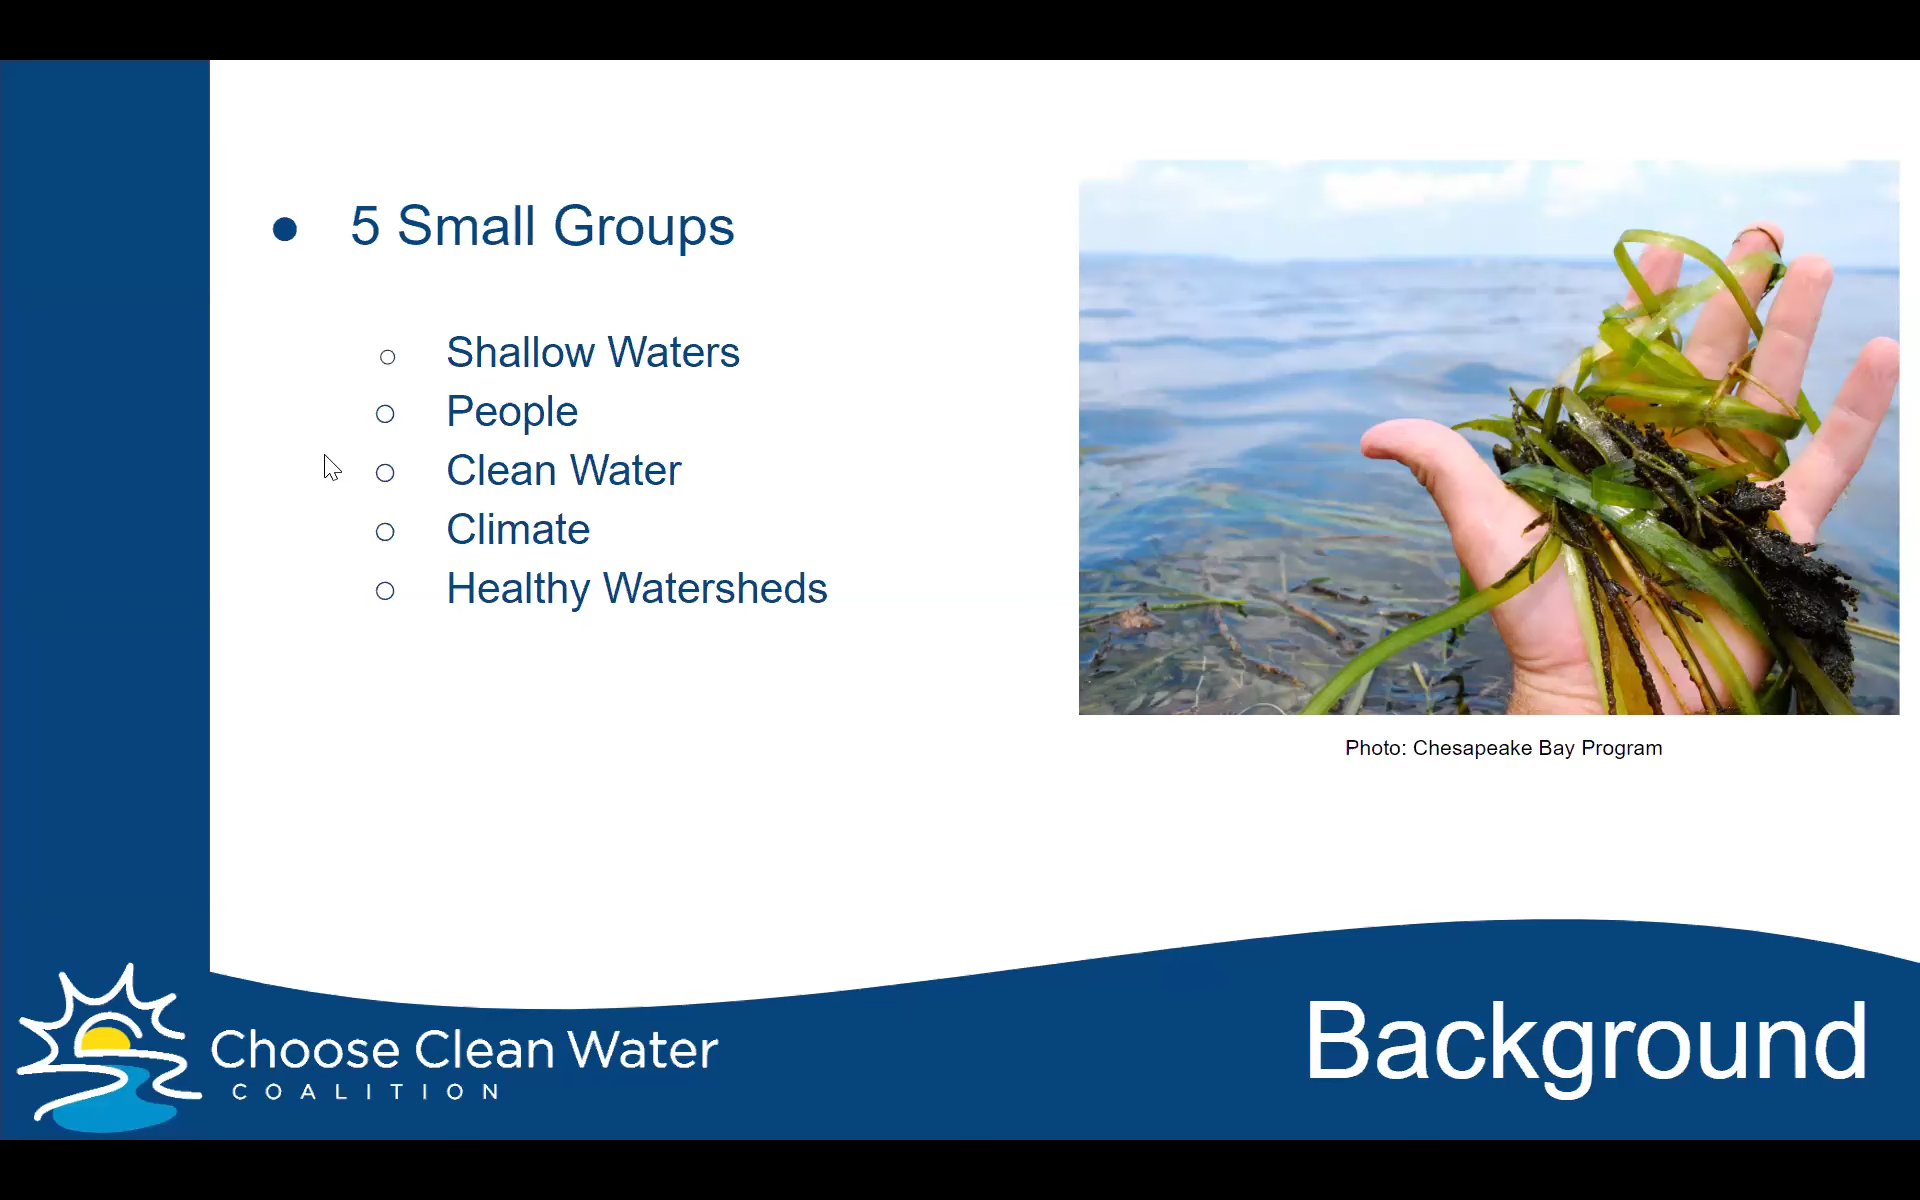 5 Small Groups
Shallow Waters
People
Clean Water
Climate
Healthy Watersheds
Photo: Chesapeake Bay Program
Choose Clean Water
COALITION
Background